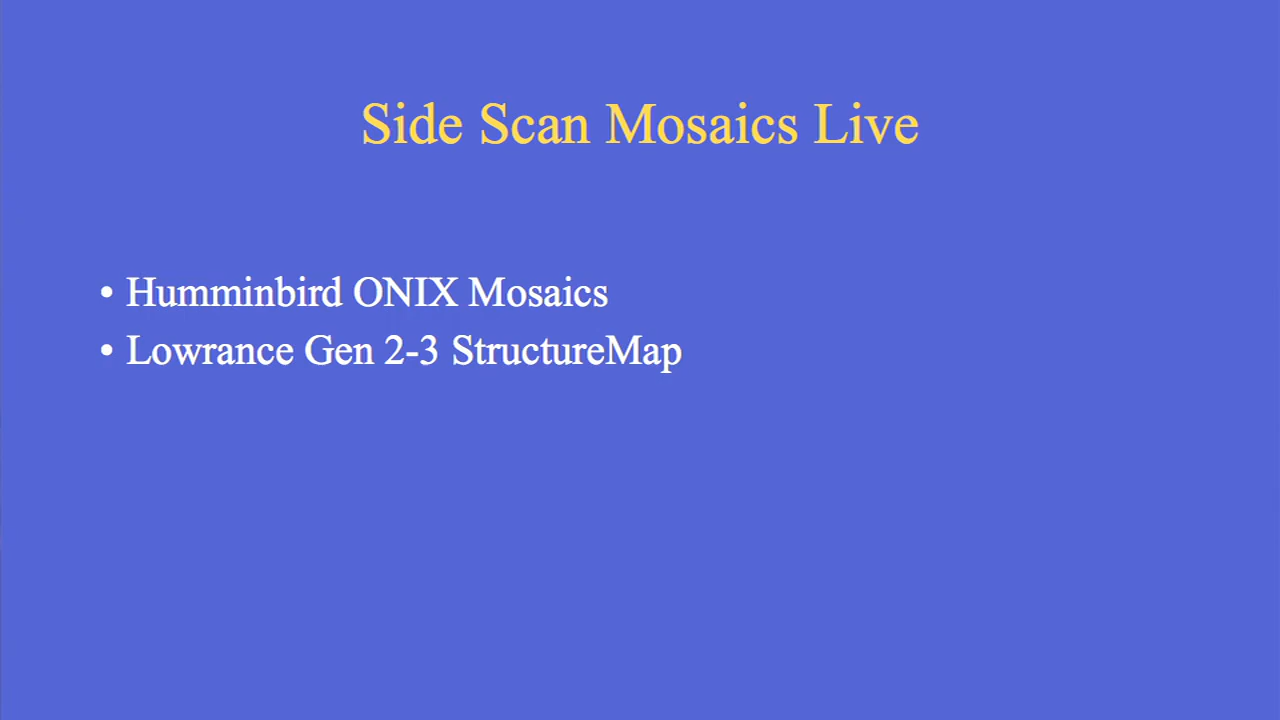 Side Scan Mosaics Live
• Humminbird ONIX Mosaics
• Lowrance Gen 2-3 StructureMap